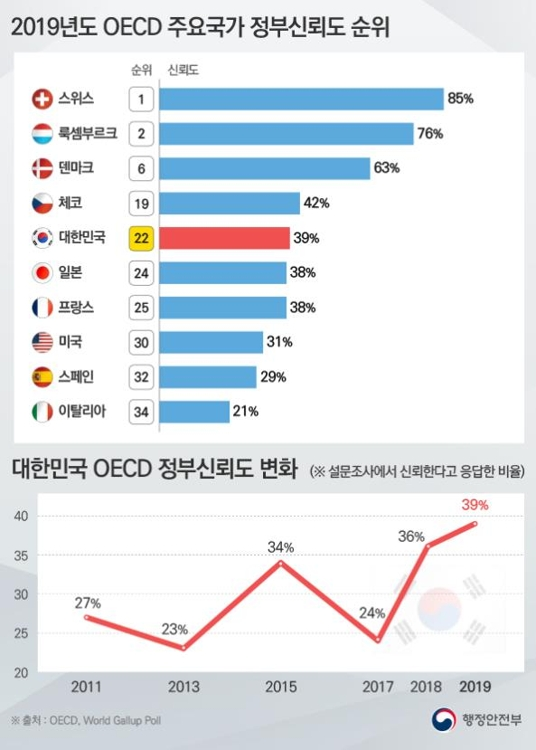 2019년도 OECD 주요국가 정부신뢰도 순위
순위 신뢰도
스위스 1 85%
룩셈부르크 2 76%
덴마크 6 63%
체코 19 42%
대한민국 22 39%
일본 24 38%
프랑스 25 38%
미국 30 31%
스페인 32 29%
이탈리아 34 21%
대한민국 OECD 정부신뢰도 변화 (※ 설문조사에서 신뢰한다고 응답한 비율)
39%
40
36%
35
34%
30
27%
25
24%
23%
20
2011 2013 2015 2017 2018 2019
※ 출처 : OECD, World Gallup Poll
행정안전부